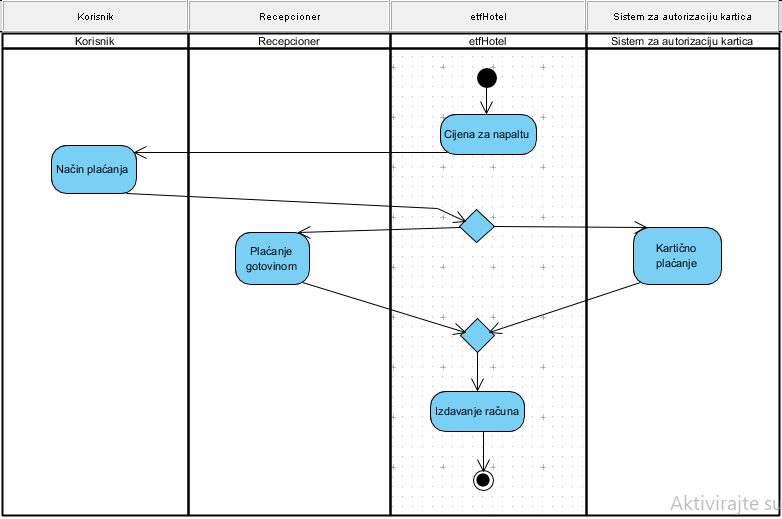 Korisnik Recepcioner etfHotel Sistem za autorizaciju kartica
Korisnik Recepcioner etfHotel Sistem za autorizaciju kartica
Cijena za napaltu
Način plaćanja
Plaćanje
gotovinom
Kartično
plaćanje
Izdavanje računa
Aktivirajte su